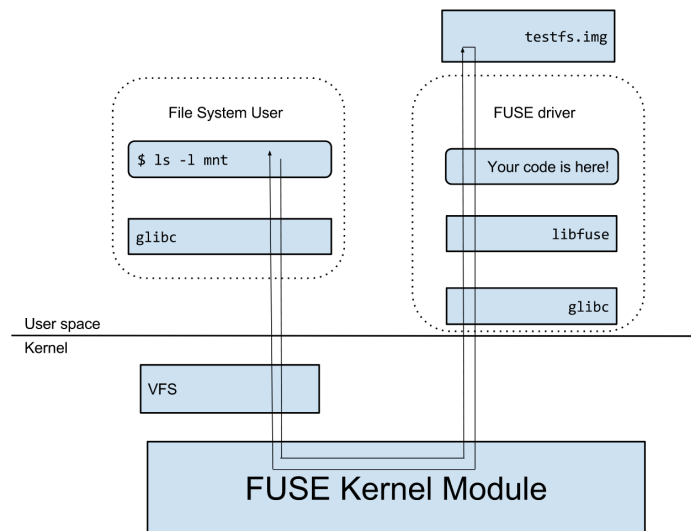 testfs.img
File System User
FUSE driver
$ ls -l mnt
Your code is here!
glibc
libfuse
glibc
User space
Kernel
VFS
FUSE Kernel Module